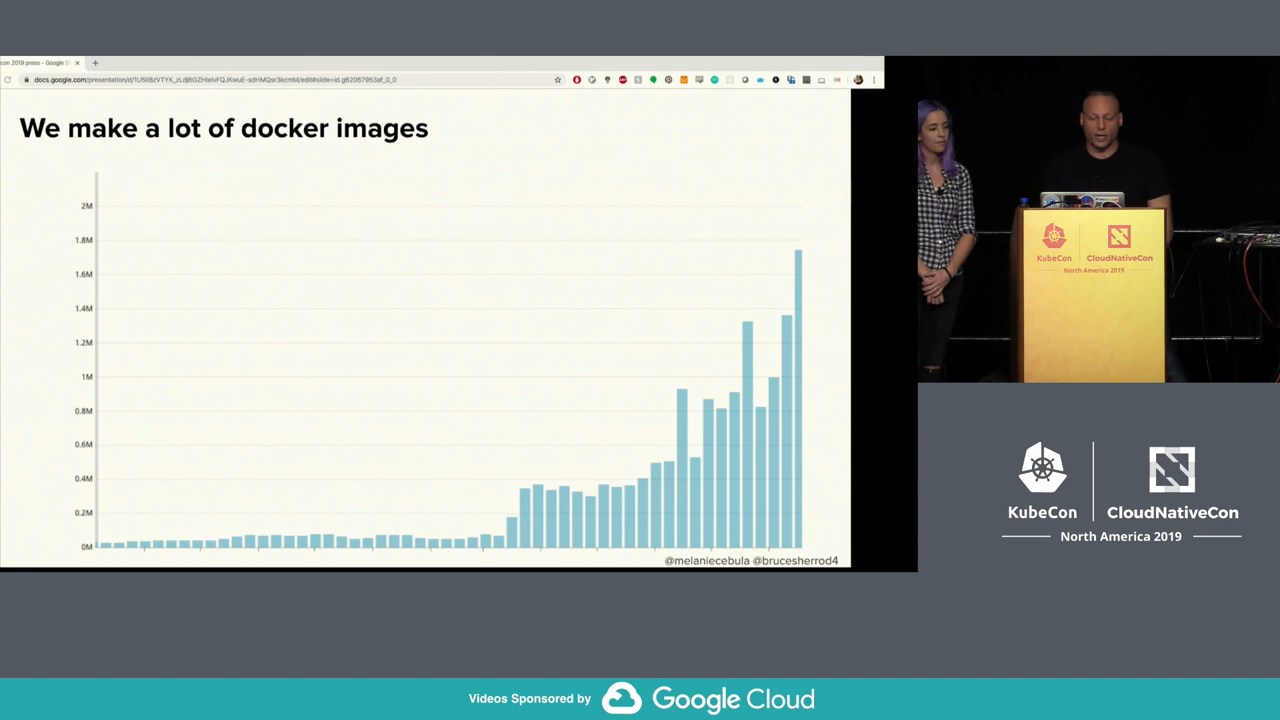 We make a lot of docker images
2M
1.8M
1.6M
1.4M
1.2M
1M
0.8M
0.6M
0.4M
0.2M
0M
@melaniecebula @brucesherrod4
KubeCon
CloudNativeCon
North America 2019
KubeCon
CloudNativeCon
North America 2019
Videos Sponsored by
Google Cloud